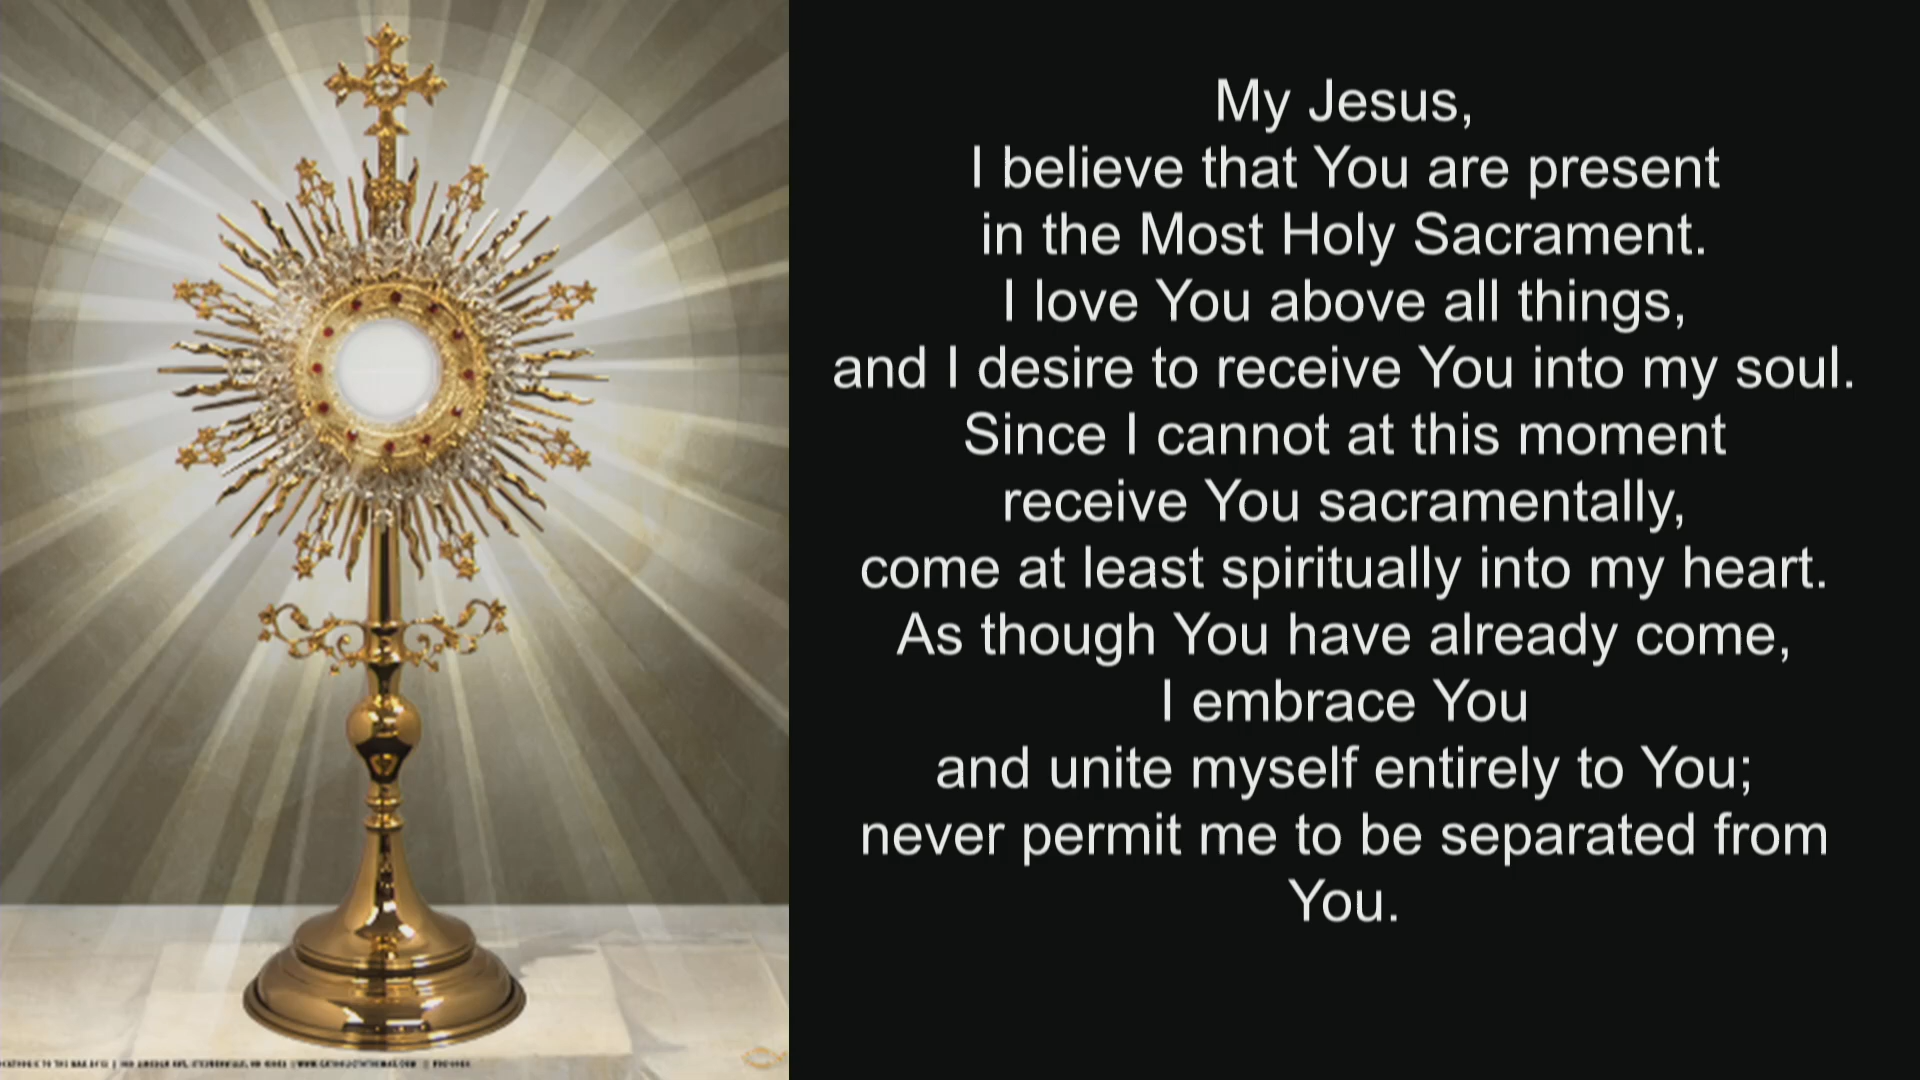 My Jesus,
I believe that You are present
in the Most Holy Sacrament.
I love You above all things,
and I desire to receive You into my soul.
Since I cannot at this moment
receive You sacramentally,
come at least spiritually into my heart.
As though You have already come,
I embrace You
and unite myself entirely to You;
never permit me to be separated from
You.